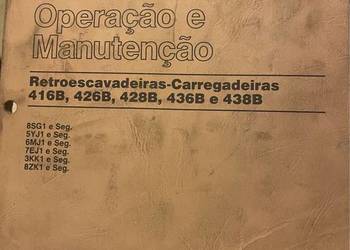 Operação e
Manutenção
Retroescavadeiras-Carregadeiras
416B, 426B, 428B, 436B e 438B
8SG1 e Seg.
5YJ1 e Seg.
6MJ1 e Seg.
7EJ1 e Seg.
3KK1 e Seg.
8ZK1 e Seg.